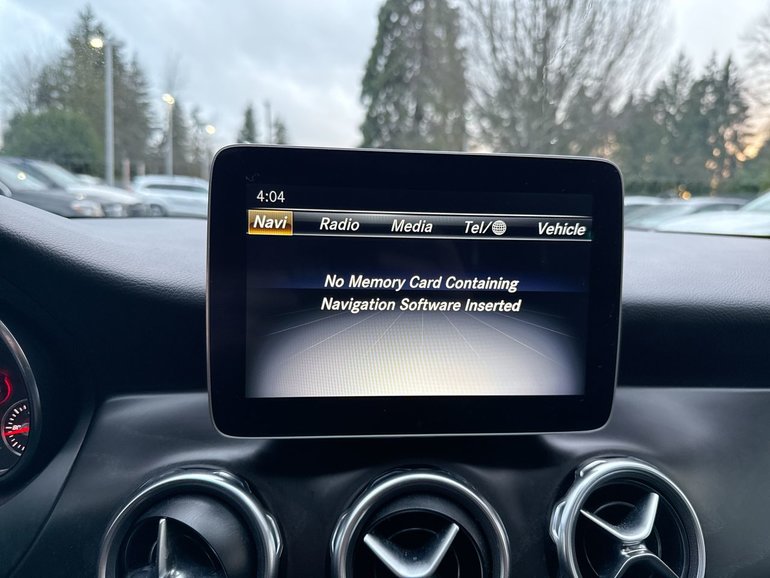 4:04
Navi Radio Media Tel/ Vehicle
No Memory Card Containing
Navigation Software Inserted